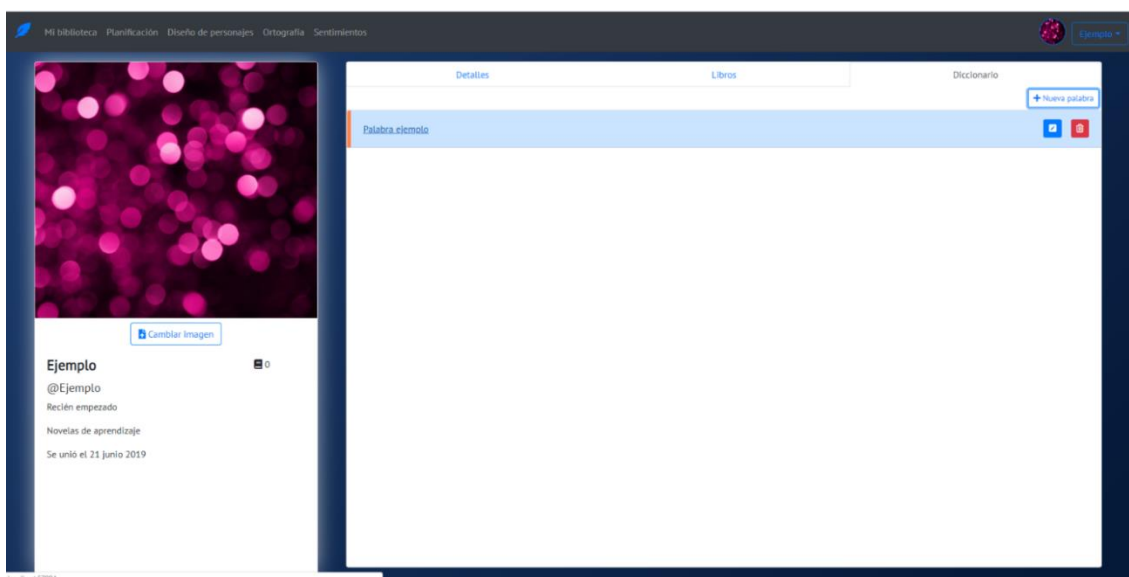 Mi biblioteca Planificación Diseño de personajes Ortografía Sentimientos
Ejemplo
Detalles Libros Diccionario
Nueva palabra
Palabra ejemplo
Cambiar Imagen
Ejemplo 0
@Ejemplo
Recién empezado
Novelas de aprendizaje
Se unió el 21 junio 2019